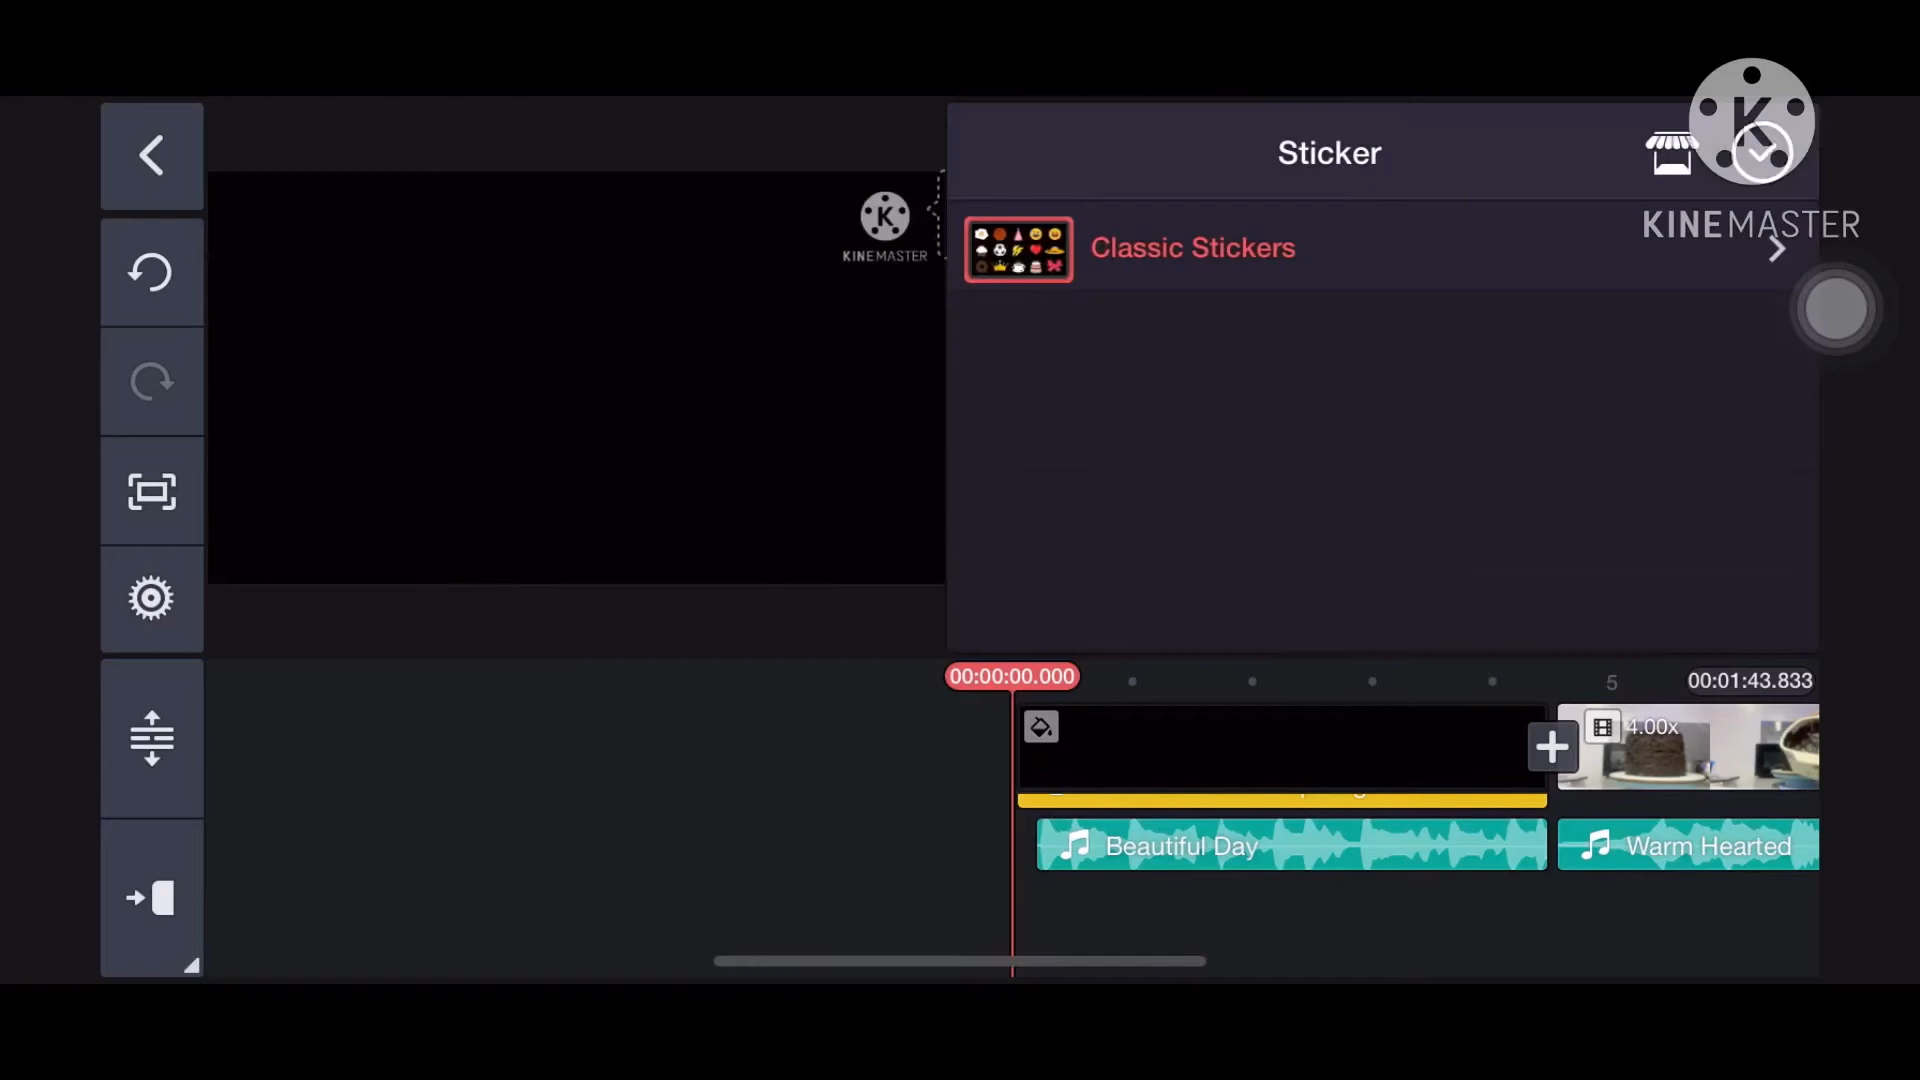 Sticker
KINEMASTER
K
KINEMASTER
K
Classic Stickers
00:00:00.000
5
00:01:43.833
4.00x
Beautiful Day
Warm Hearted